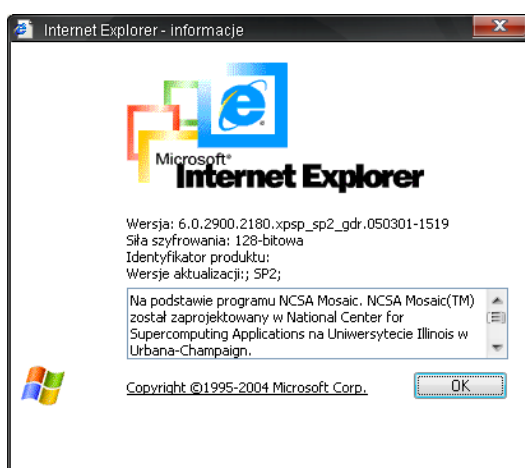 Internet Explorer - informacje
Microsoft®
Internet Explorer
Wersja: 6.0.2900.2180.xpsp_sp2_gdr.050301-1519
Siła szyfrowania: 128-bitowa
Identyfikator produktu:
Wersje aktualizacji:; SP2;
Na podstawie programu NCSA Mosaic. NCSA Mosaic(TM)
został zaprojektowany w National Center for
Supercomputing Applications na Uniwersytecie Illinois w
Urbana-Champaign.
Copyright ©1995-2004 Microsoft Corp.
OK